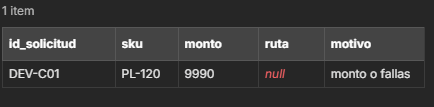 1 item
id_solicitud sku monto ruta motivo
DEV-C01 PL-120 9990 null monto o fallas